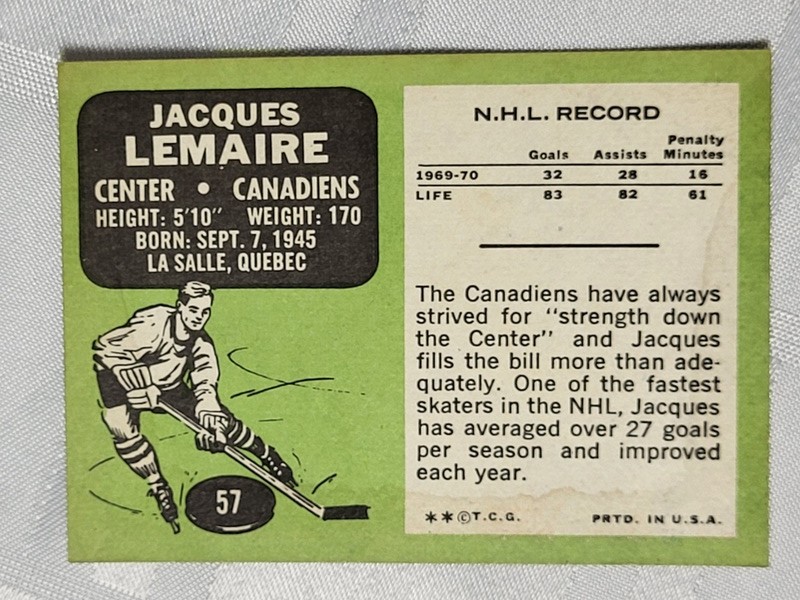 JACQUES
LEMAIRE
CENTER • CANADIENS
HEIGHT: 5'10" WEIGHT: 170
BORN: SEPT. 7, 1945
LA SALLE, QUEBEC
57
N.H.L. RECORD
Goals Assists Penalty Minutes
1969-70 32 28 16
LIFE 83 82 61
The Canadiens have always
strived for "strength down
the Center" and Jacques
fills the bill more than ade-
quately. One of the fastest
skaters in the NHL, Jacques
has averaged over 27 goals
per season and improved
each year.
**©T.C.G. PRTD. IN U.S.A.